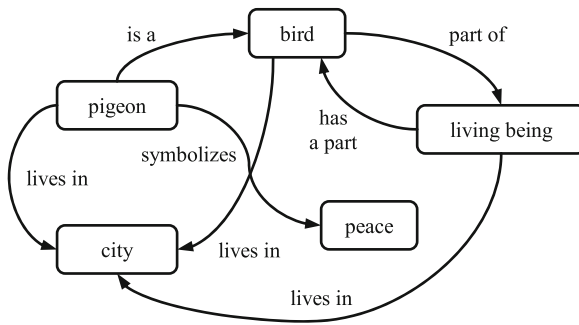 is a
bird
part of
pigeon
has
a part
living being
symbolizes
lives in
peace
city
lives in
lives in